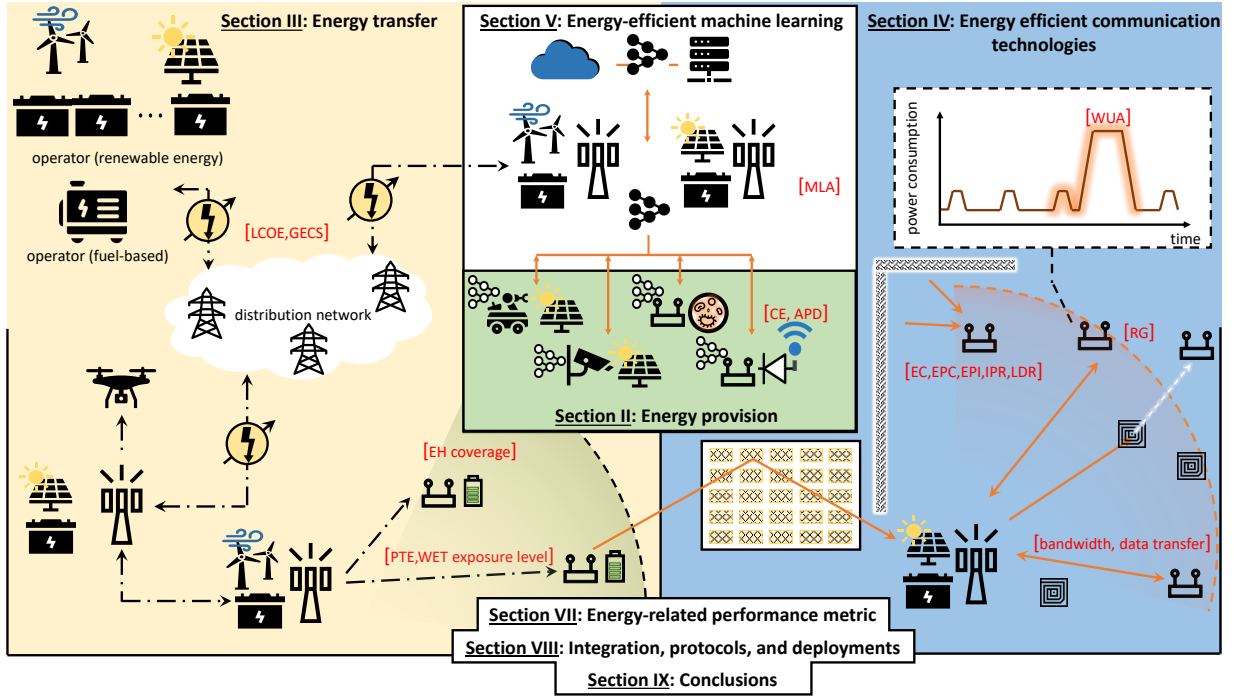 Section III: Energy transfer
Section V: Energy-efficient machine learning
Section IV: Energy efficient communication
technologies
operator (renewable energy)
operator (fuel-based)
[LCOE,GECS]
distribution network
[MLA]
[WUA]
power consumption
time
[CE, APD]
Section II: Energy provision
[RG]
[EC,EPC,EPI,IPR,LDR]
[EH coverage]
[PTE,WET exposure level]
[bandwidth, data transfer]
Section VII: Energy-related performance metric
Section VIII: Integration, protocols, and deployments
Section IX: Conclusions